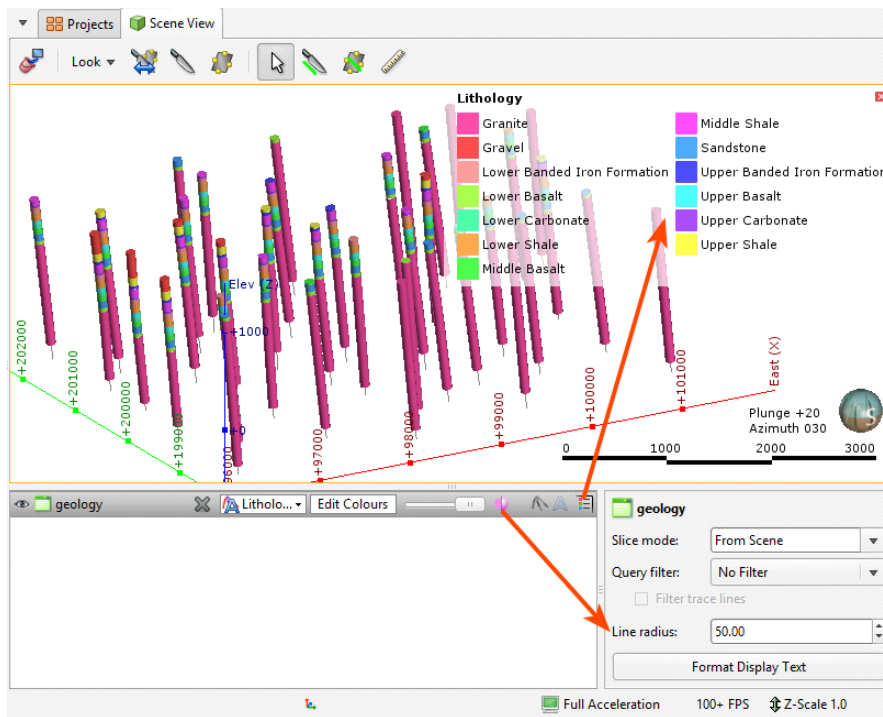 Projects
Scene View
Look
Lithology
Granite
Middle Shale
Gravel
Sandstone
Lower Banded Iron Formation
Upper Banded Iron Formation
Lower Basalt
Upper Basalt
Lower Carbonate
Upper Carbonate
Lower Shale
Upper Shale
Middle Basalt
Elev (Z)
+1000
+0
+202000
+201000
+200000
+199000
96000
+97000
+98000
+99000
+100000
+101000
East (X)
Plunge +20
Azimuth 030
S
0 1000 2000 3000
geology
Litholo...
Edit Colours
A
geology
Slice mode: From Scene
Query filter: No Filter
Filter trace lines
Line radius: 50.00
Format Display Text
Full Acceleration 100+ FPS Z-Scale 1.0